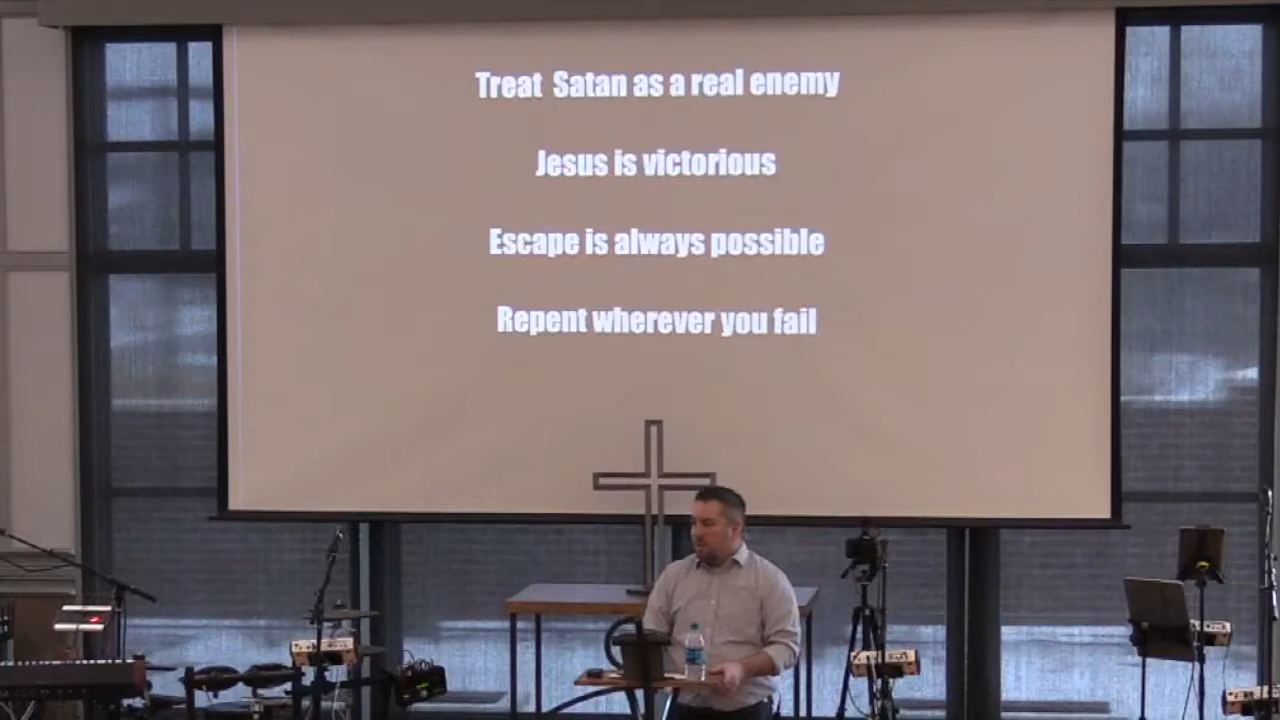 Treat Satan as a real enemy
Jesus is victorious
Escape is always possible
Repent wherever you fail